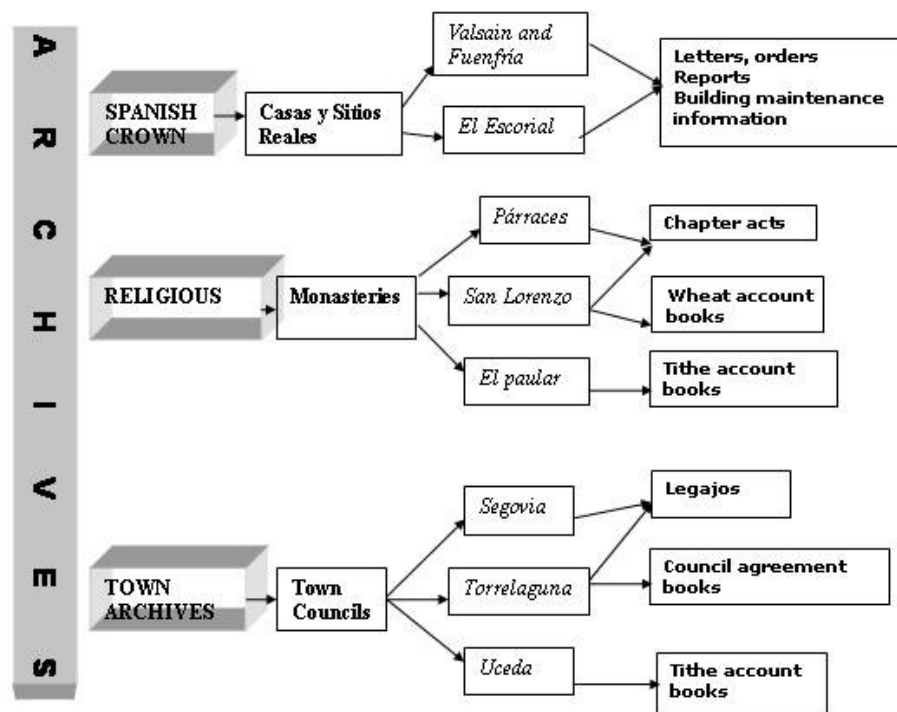 ARCHIVES
SPANISH
CROWN
Casas y Sitios
Reales
Valsain and
Fuenfría
El Escorial
Letters, orders
Reports
Building maintenance
information
RELIGIOUS
Monasteries
Párraces
San Lorenzo
El paular
Chapter acts
Wheat account
books
Tithe account
books
TOWN
ARCHIVES
Town
Councils
Segovia
Torrelaguna
Uceda
Legajos
Council agreement
books
Tithe account
books